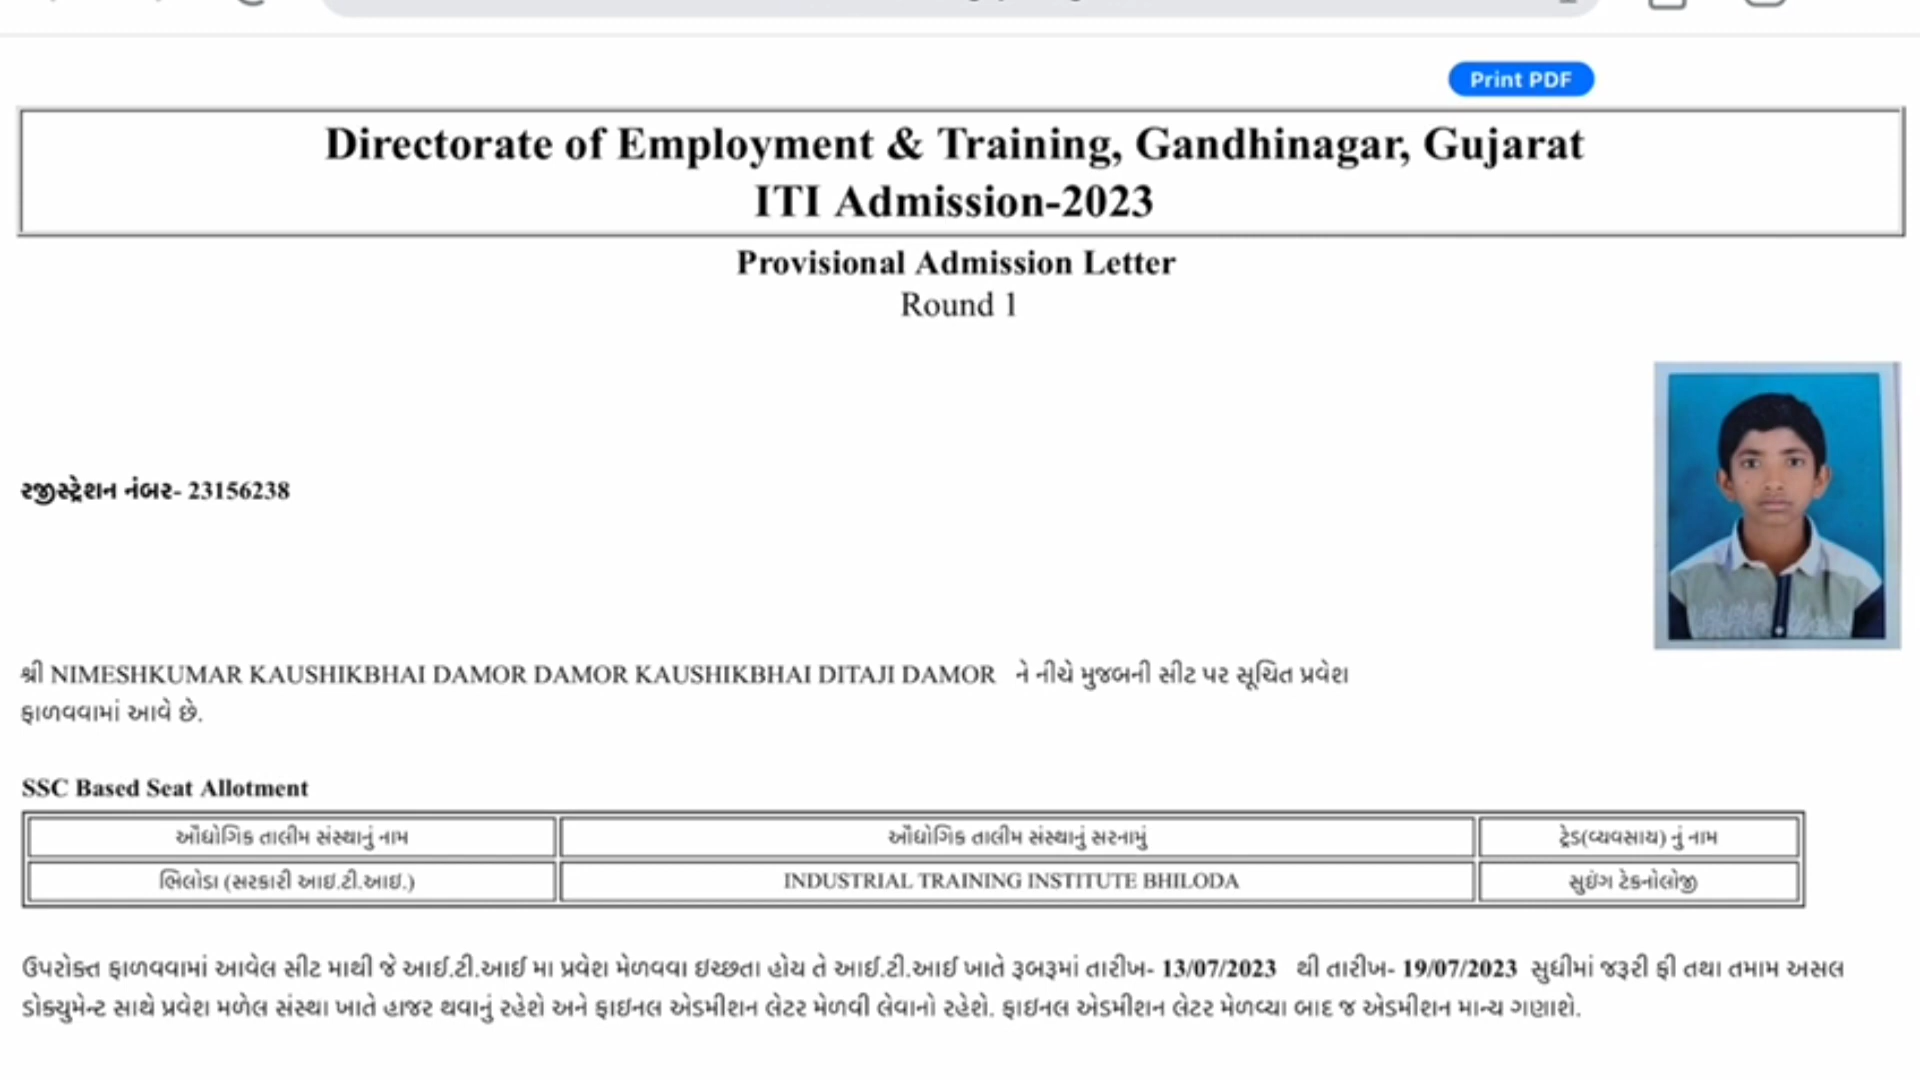 Print PDF
Directorate of Employment & Training, Gandhinagar, Gujarat
ITI Admission-2023
Provisional Admission Letter
Round 1
રજીસ્ટ્રેશન નંબર- 23156238
શ્રી NIMESHKUMAR KAUSHIKBHAI DAMOR DAMOR KAUSHIKBHAI DITAJI DAMOR ને નીચે મુજબની સીટ પર સૂચિત પ્રવેશ
ફાળવવામાં આવે છે.
SSC Based Seat Allotment
ઔદ્યોગિક તાલીમ સંસ્થાનું નામ ઔદ્યોગિક તાલીમ સંસ્થાનું સરનામું ટ્રેડ(વ્યવસાય) નું નામ
ભિલોડા (સરકારી આઇ.ટી.આઇ.) INDUSTRIAL TRAINING INSTITUTE BHILODA સુઇંગ ટેકનોલોજી
ઉપરોક્ત ફાળવવામાં આવેલ સીટ માથી જે આઈ.ટી.આઈ મા પ્રવેશ મેળવવા ઇચ્છતા હોય તે આઈ.ટી.આઈ ખાતે રૂબરૂમાં તારીખ- 13/07/2023 થી તારીખ- 19/07/2023 સુધીમાં જરૂરી ફી તથા તમામ અસલ
ડોક્યુમેન્ટ સાથે પ્રવેશ મળેલ સંસ્થા ખાતે હાજર થવાનું રહેશે અને ફાઇનલ એડમીશન લેટર મેળવી લેવાનો રહેશે. ફાઇનલ એડમીશન લેટર મેળવ્યા બાદ જ એડમીશન માન્ય ગણાશે.